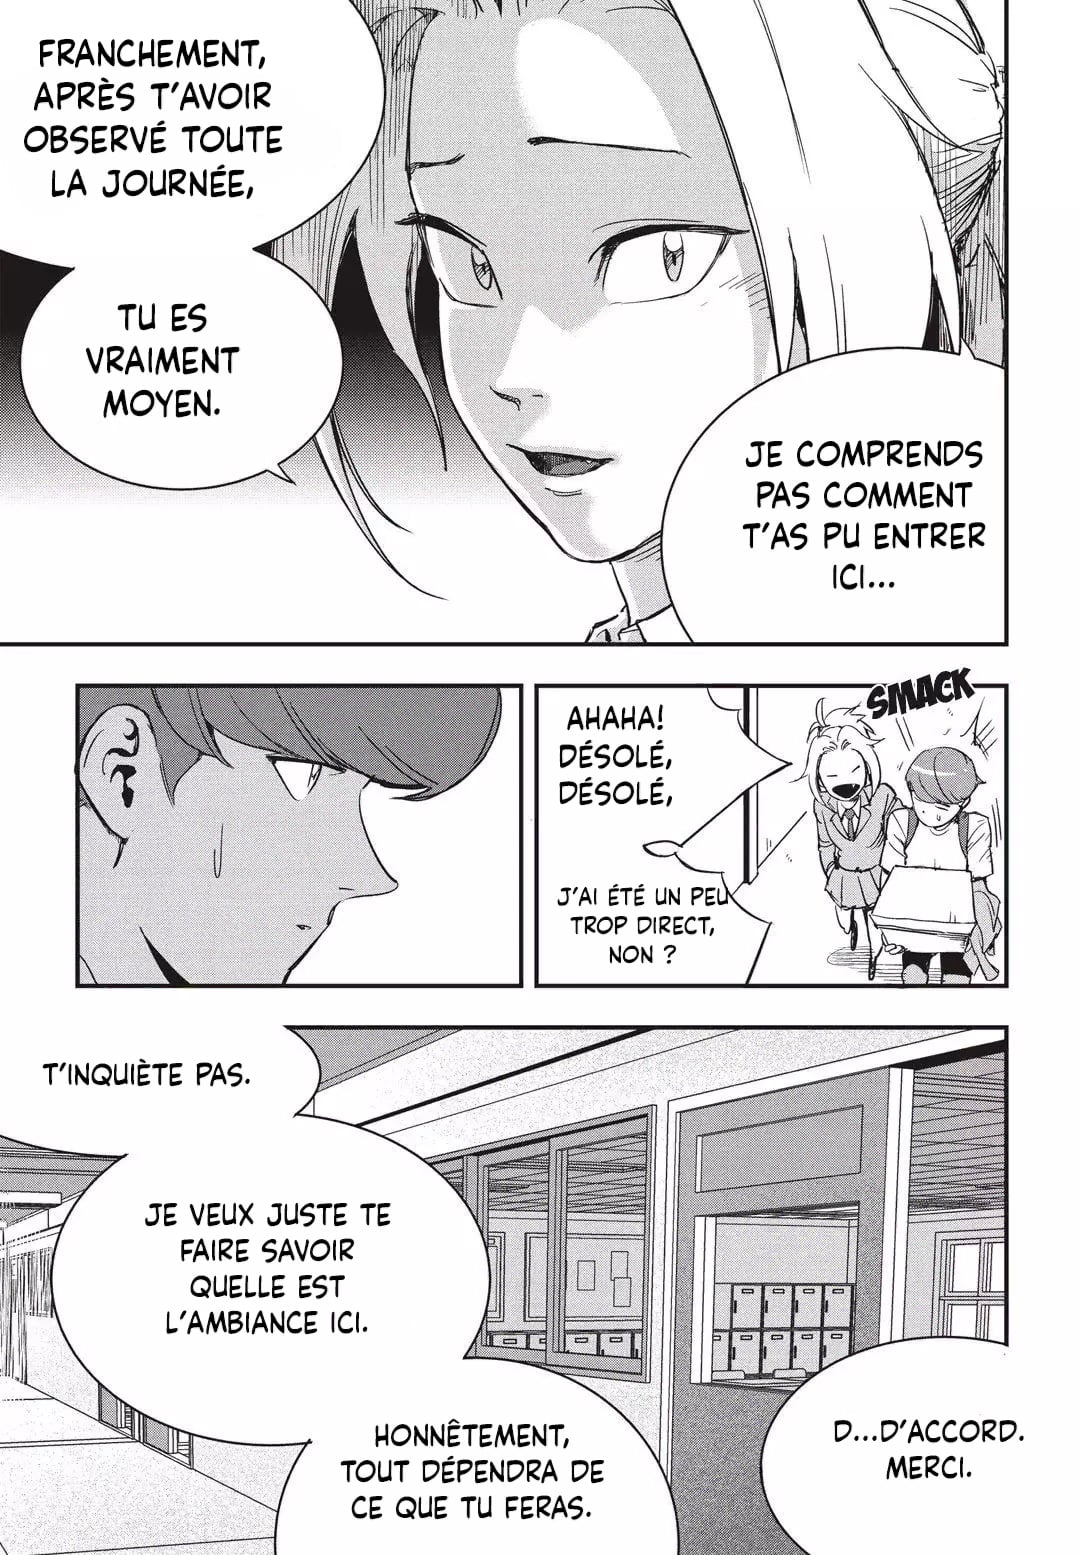 FRANCHEMENT,
APRÈS T'AVOIR
OBSERVÉ TOUTE
LA JOURNÉE,
TU ES
VRAIMENT
MOYEN.
JE COMPRENDS
PAS COMMENT
T'AS PU ENTRER
ICI...
SMACK
AHAHA!
DÉSOLÉ,
DÉSOLÉ,
J'AI ÉTÉ UN PEU
TROP DIRECT,
NON ?
T'INQUIÈTE PAS.
JE VEUX JUSTE TE
FAIRE SAVOIR
QUELLE EST
L'AMBIANCE ICI.
HONNÊTEMENT,
TOUT DÉPENDRA DE
CE QUE TU FERAS.
D...D'ACCORD.
MERCI.